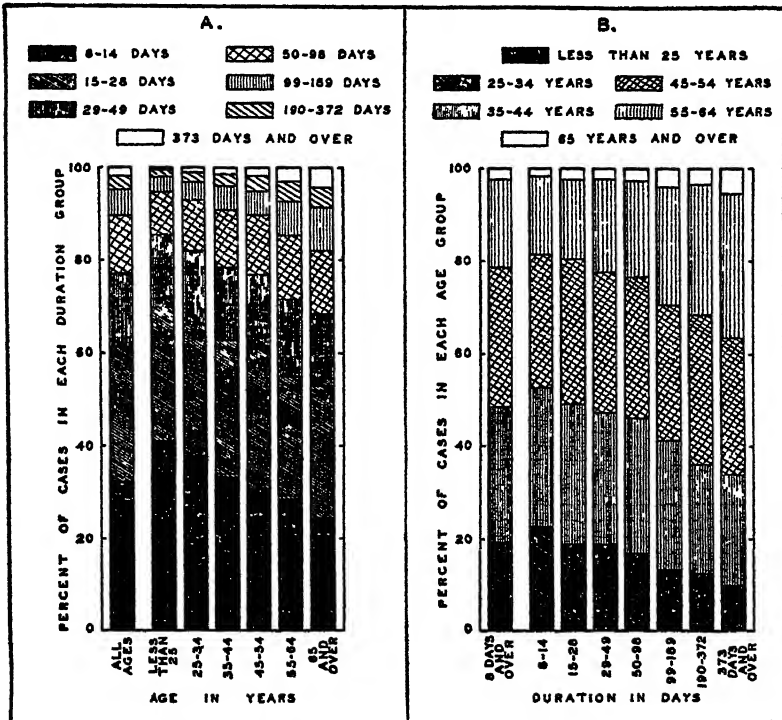 A.
8-14 DAYS
50-98 DAYS
15-28 DAYS
99-189 DAYS
29-49 DAYS
190-372 DAYS
373 DAYS AND OVER
PERCENT OF CASES IN EACH DURATION GROUP
100
80
60
40
20
0
ALL AGES
LESS THAN 25
25-34
35-44
45-54
55-64
65 AND OVER
AGE IN YEARS
B.
LESS THAN 25 YEARS
25-34 YEARS
45-54 YEARS
35-44 YEARS
55-64 YEARS
65 YEARS AND OVER
PERCENT OF CASES IN EACH AGE GROUP
100
80
60
40
20
0
8 DAYS AND OVER
8-14
15-28
29-49
50-98
99-189
190-372
373 DAYS AND OVER
DURATION IN DAYS